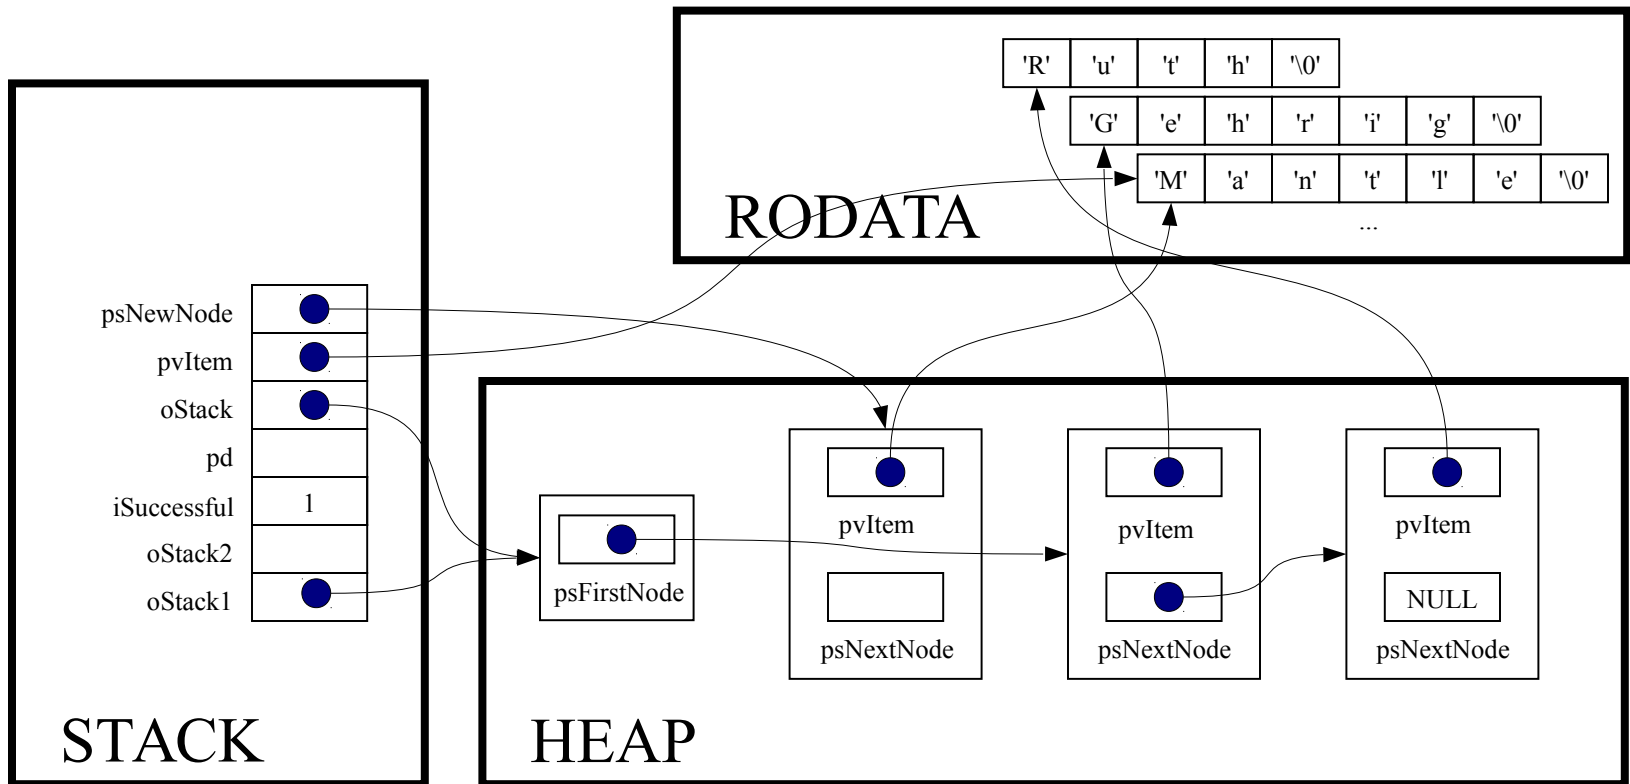 'R' 'u' 't' 'h' '\0'
'G' 'e' 'h' 'r' 'i' 'g' '\0'
'M' 'a' 'n' 't' 'l' 'e' '\0'
...
RODATA
psNewNode
pvItem
oStack
pd
iSuccessful 1
oStack2
oStack1
STACK
psFirstNode
pvItem
psNextNode
pvItem
psNextNode
pvItem
NULL
psNextNode
HEAP